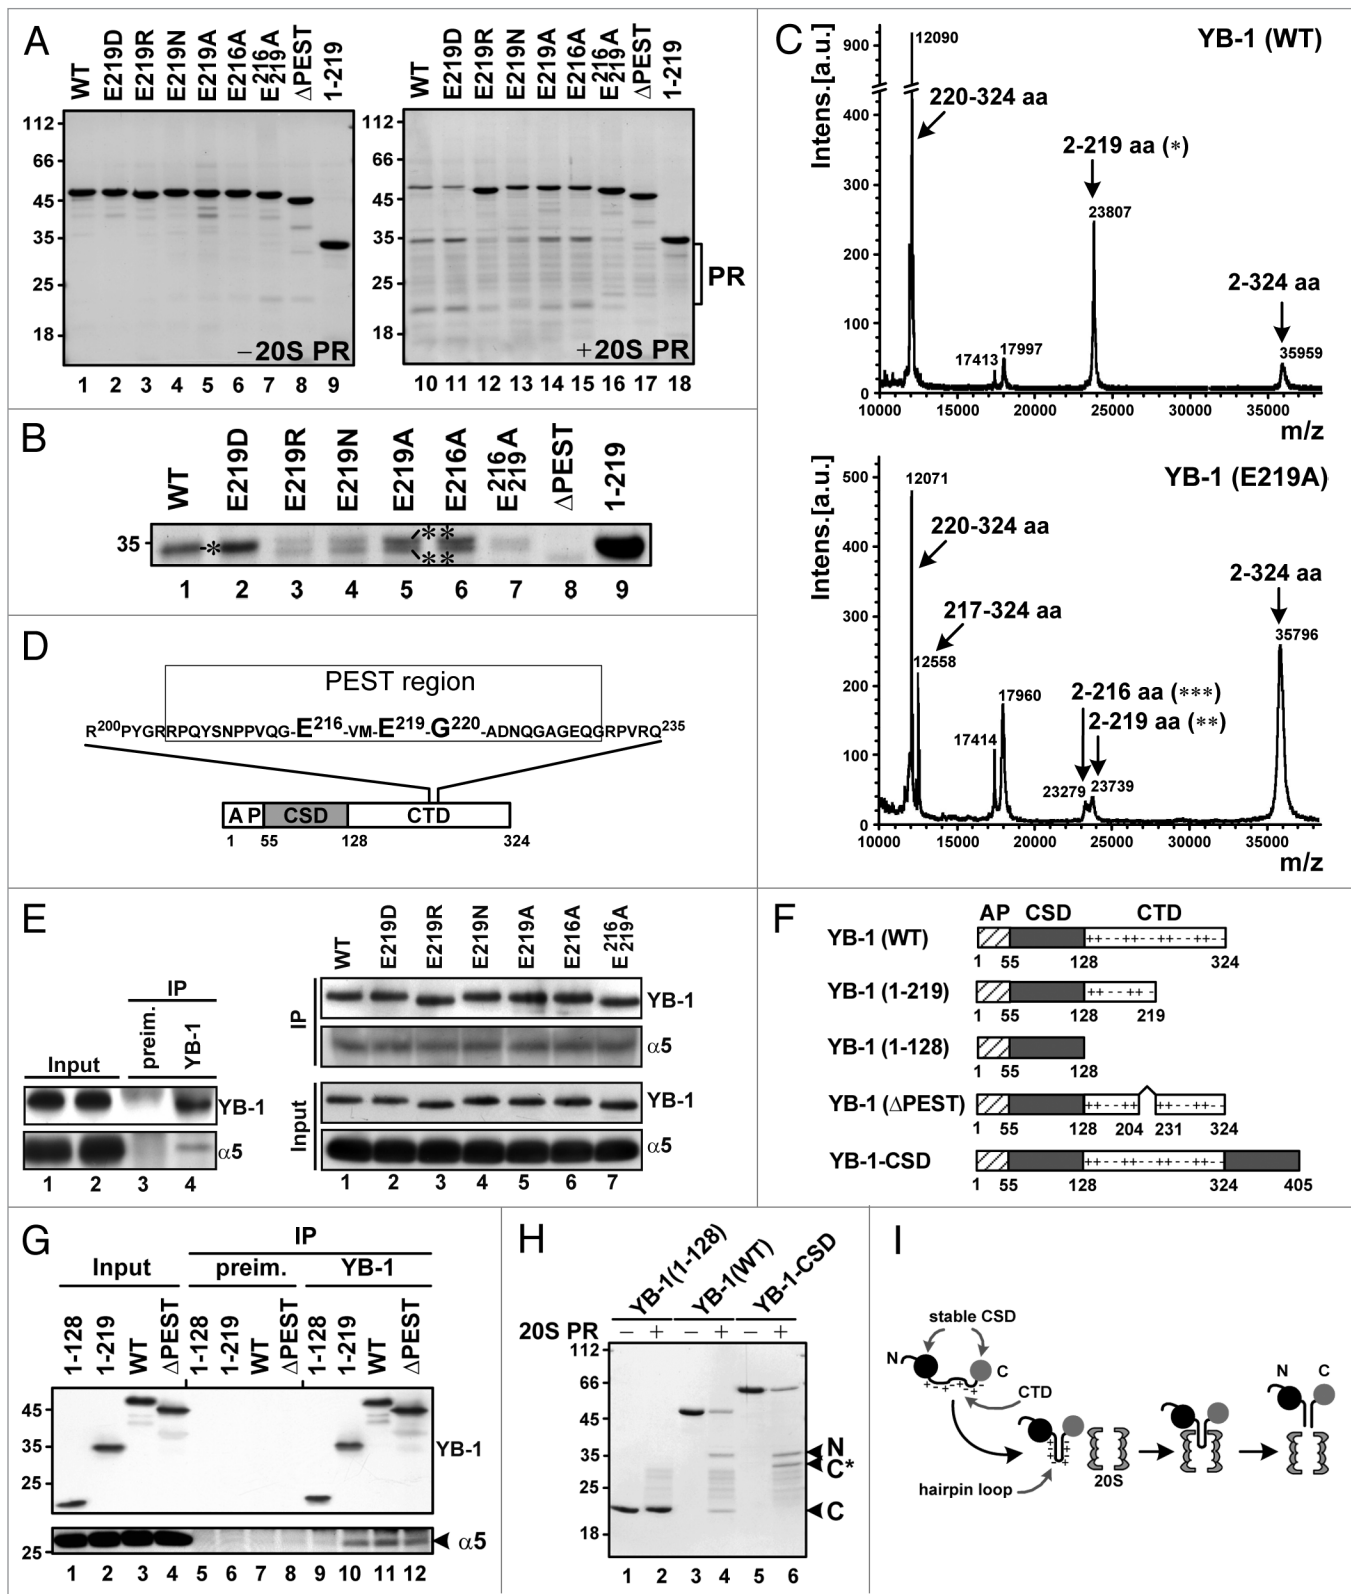 A
WT E219D E219R E219N E219A E216A E216 219A ΔPEST 1-219
112
66
45
35
25
18
−20S PR
1 2 3 4 5 6 7 8 9
WT E219D E219R E219N E219A E216A E216 219A ΔPEST 1-219
112
66
45
35
25
18
PR
+20S PR
10 11 12 13 14 15 16 17 18
B
WT E219D E219R E219N E219A E216A E216 219A ΔPEST 1-219
35
* ** **
1 2 3 4 5 6 7 8 9
C
YB-1 (WT)
Intens.[a.u.]
900
400
300
200
100
0
12090
220-324 aa
2-219 aa (*)
23807
2-324 aa
17413
17997
35959
10000 15000 20000 25000 30000 35000
m/z
YB-1 (E219A)
Intens.[a.u.]
500
400
300
200
100
0
12071
220-324 aa
217-324 aa
12558
2-324 aa
35796
2-216 aa (***)
2-219 aa (**)
17414
17960
23279
23739
10000 15000 20000 25000 30000 35000
m/z
D
PEST region
R200PYGRRPQYSNPPVQG-E216-VM-E219-G220-ADNQGAGEQGRPVRQ235
AP CSD CTD
1 55 128 324
E
IP
Input preim. YB-1
YB-1
α5
1 2 3 4
WT E219D E219R E219N E219A E216A E216 219A
IP
YB-1
α5
Input
YB-1
α5
1 2 3 4 5 6 7
F
AP CSD CTD
YB-1 (WT)
++--++--++--++--
1 55 128 324
YB-1 (1-219)
++--++-
1 55 128 219
YB-1 (1-128)
1 55 128
YB-1 (ΔPEST)
++--++--++--++--
1 55 128 204 231 324
YB-1-CSD
++--++--++--++--
1 55 128 324 405
G
IP
Input preim. YB-1
1-128 1-219 WT ΔPEST 1-128 1-219 WT ΔPEST 1-128 1-219 WT ΔPEST
45
35
25
YB-1
25
α5
1 2 3 4 5 6 7 8 9 10 11 12
H
YB-1(1-128) YB-1(WT) YB-1-CSD
20S PR − + − + − +
112
66
45
35
25
18
N
C*
C
1 2 3 4 5 6
I
stable CSD
N
C
CTD
hairpin loop
20S
N C